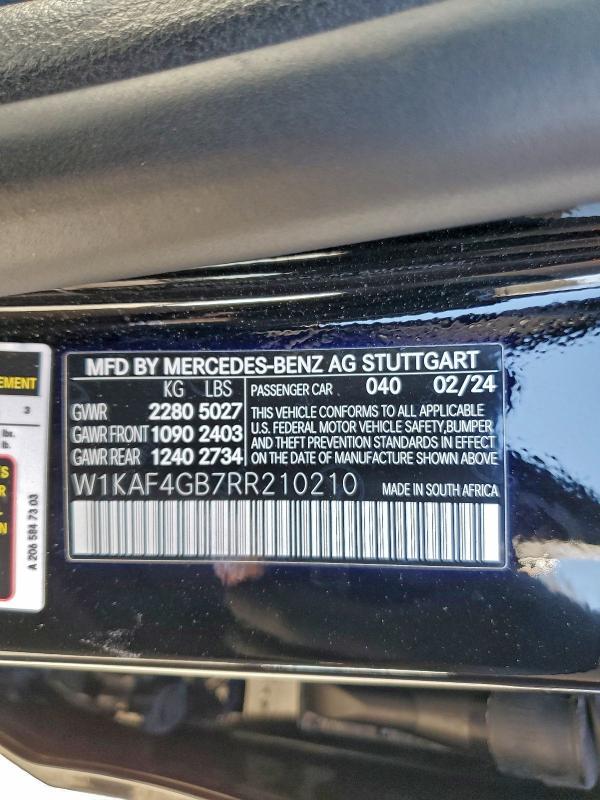 MFD BY MERCEDES-BENZ AG STUTTGART
KG LBS
GVWR 2280 5027
GAWR FRONT 1090 2403
GAWR REAR 1240 2734
PASSENGER CAR 040 02/24
THIS VEHICLE CONFORMS TO ALL APPLICABLE
U.S. FEDERAL MOTOR VEHICLE SAFETY,BUMPER
AND THEFT PREVENTION STANDARDS IN EFFECT
ON THE DATE OF MANUFACTURE SHOWN ABOVE
W1KAF4GB7RR210210 MADE IN SOUTH AFRICA
EMENT
3
lbs.
lb.
A 206 584 73 03